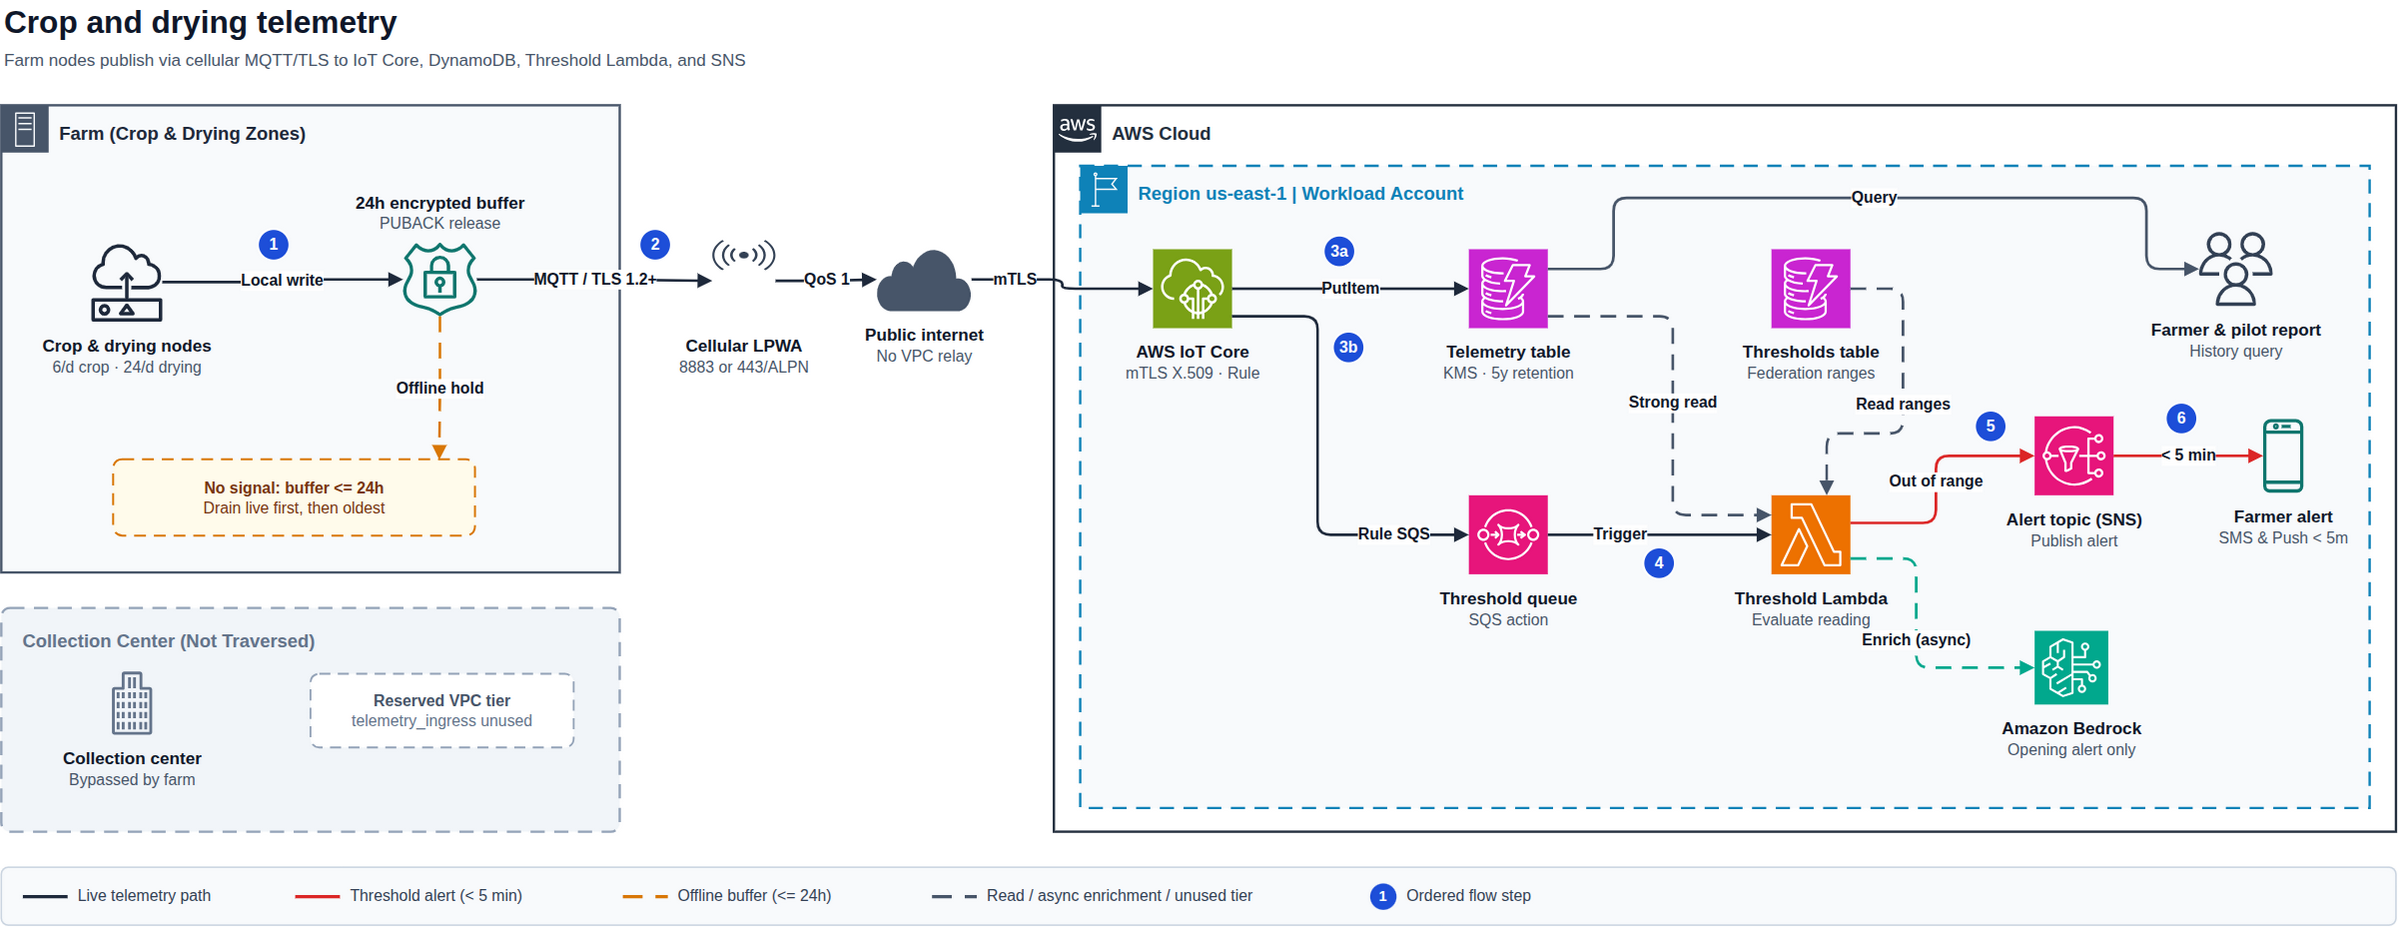 Crop and drying telemetry
Farm nodes publish via cellular MQTT/TLS to IoT Core, DynamoDB, Threshold Lambda, and SNS
Farm (Crop & Drying Zones)
24h encrypted buffer
PUBACK release
1
Local write
Crop & drying nodes
6/d crop · 24/d drying
Offline hold
No signal: buffer <= 24h
Drain live first, then oldest
2
MQTT / TLS 1.2+
Cellular LPWA
8883 or 443/ALPN
QoS 1
Public internet
No VPC relay
mTLS
Collection Center (Not Traversed)
Collection center
Bypassed by farm
Reserved VPC tier
telemetry_ingress unused
aws
AWS Cloud
Region us-east-1 | Workload Account
AWS IoT Core
mTLS X.509 · Rule
3a
PutItem
3b
Telemetry table
KMS · 5y retention
Query
Thresholds table
Federation ranges
Farmer & pilot report
History query
Strong read
Read ranges
Rule SQS
Threshold queue
SQS action
Trigger
4
Threshold Lambda
Evaluate reading
Out of range
5
Alert topic (SNS)
Publish alert
6
< 5 min
Farmer alert
SMS & Push < 5m
Enrich (async)
Amazon Bedrock
Opening alert only
Live telemetry path
Threshold alert (< 5 min)
Offline buffer (<= 24h)
Read / async enrichment / unused tier
1
Ordered flow step